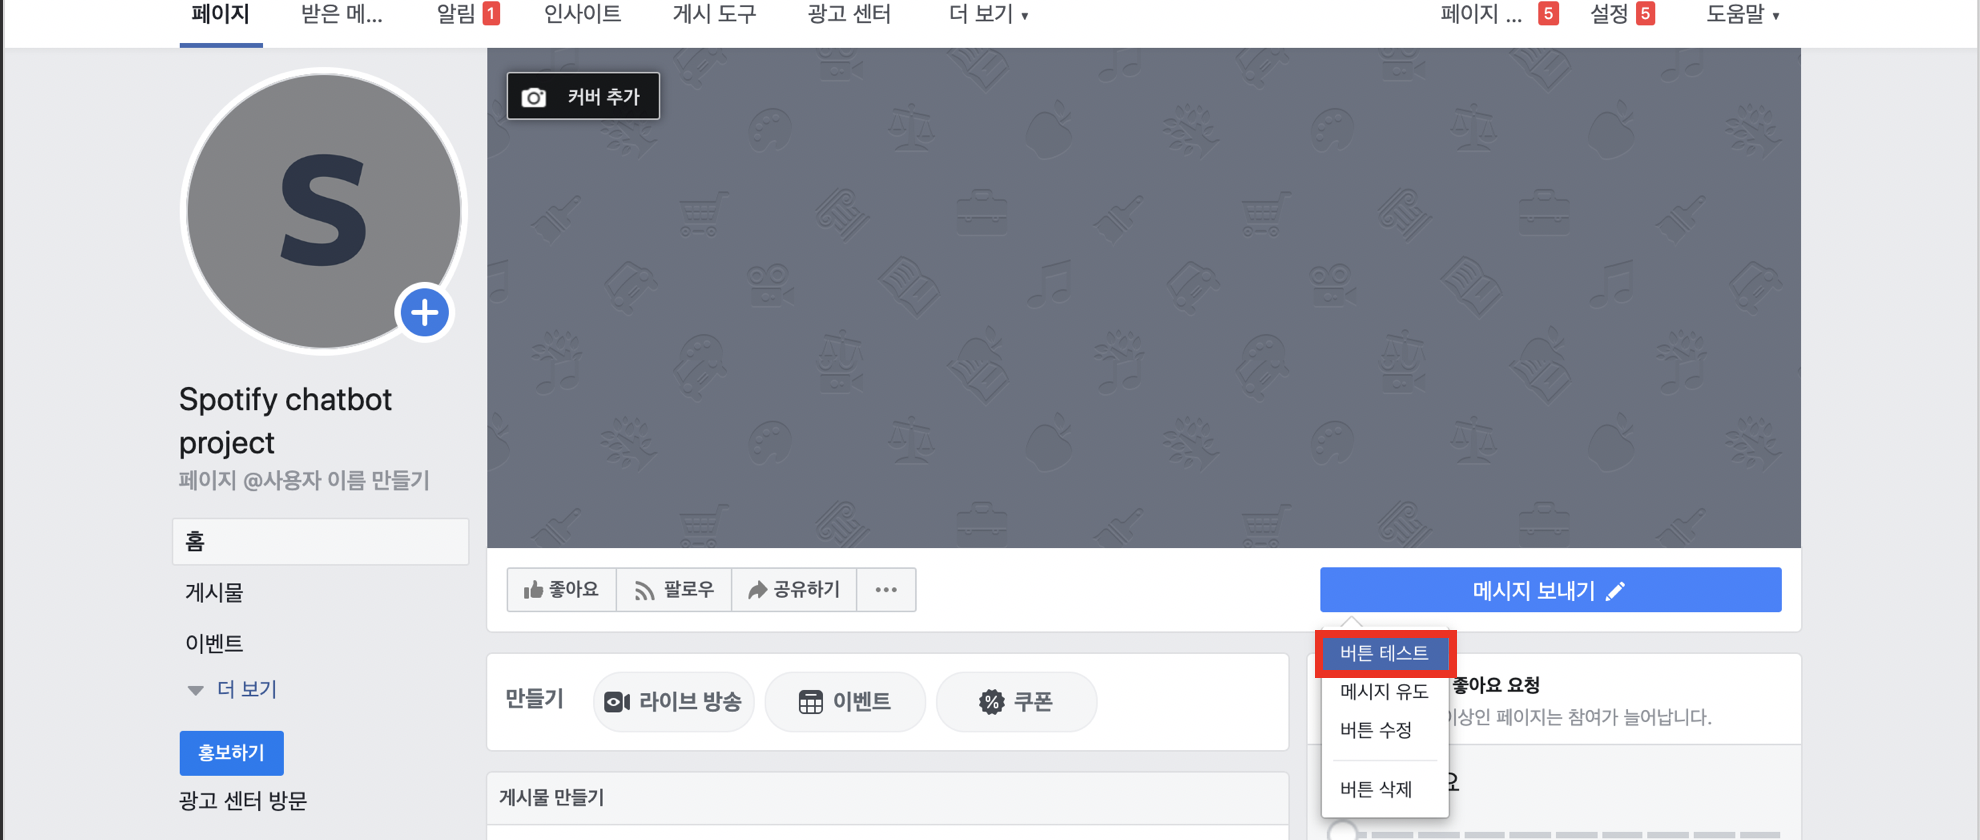 페이지 받은 메... 알림 1 인사이트 게시 도구 광고 센터 더 보기 ▾ 페이지 ... 5 설정 5 도움말 ▾
커버 추가
S
Spotify chatbot
project
페이지 @사용자 이름 만들기
홈
게시물
이벤트
더 보기
홍보하기
광고 센터 방문
좋아요 팔로우 공유하기 ...
메시지 보내기
버튼 테스트
메시지 유도
버튼 수정
버튼 삭제
만들기 라이브 방송 이벤트 쿠폰
좋아요 요청
이상인 페이지는 참여가 늘어납니다.
요
게시물 만들기